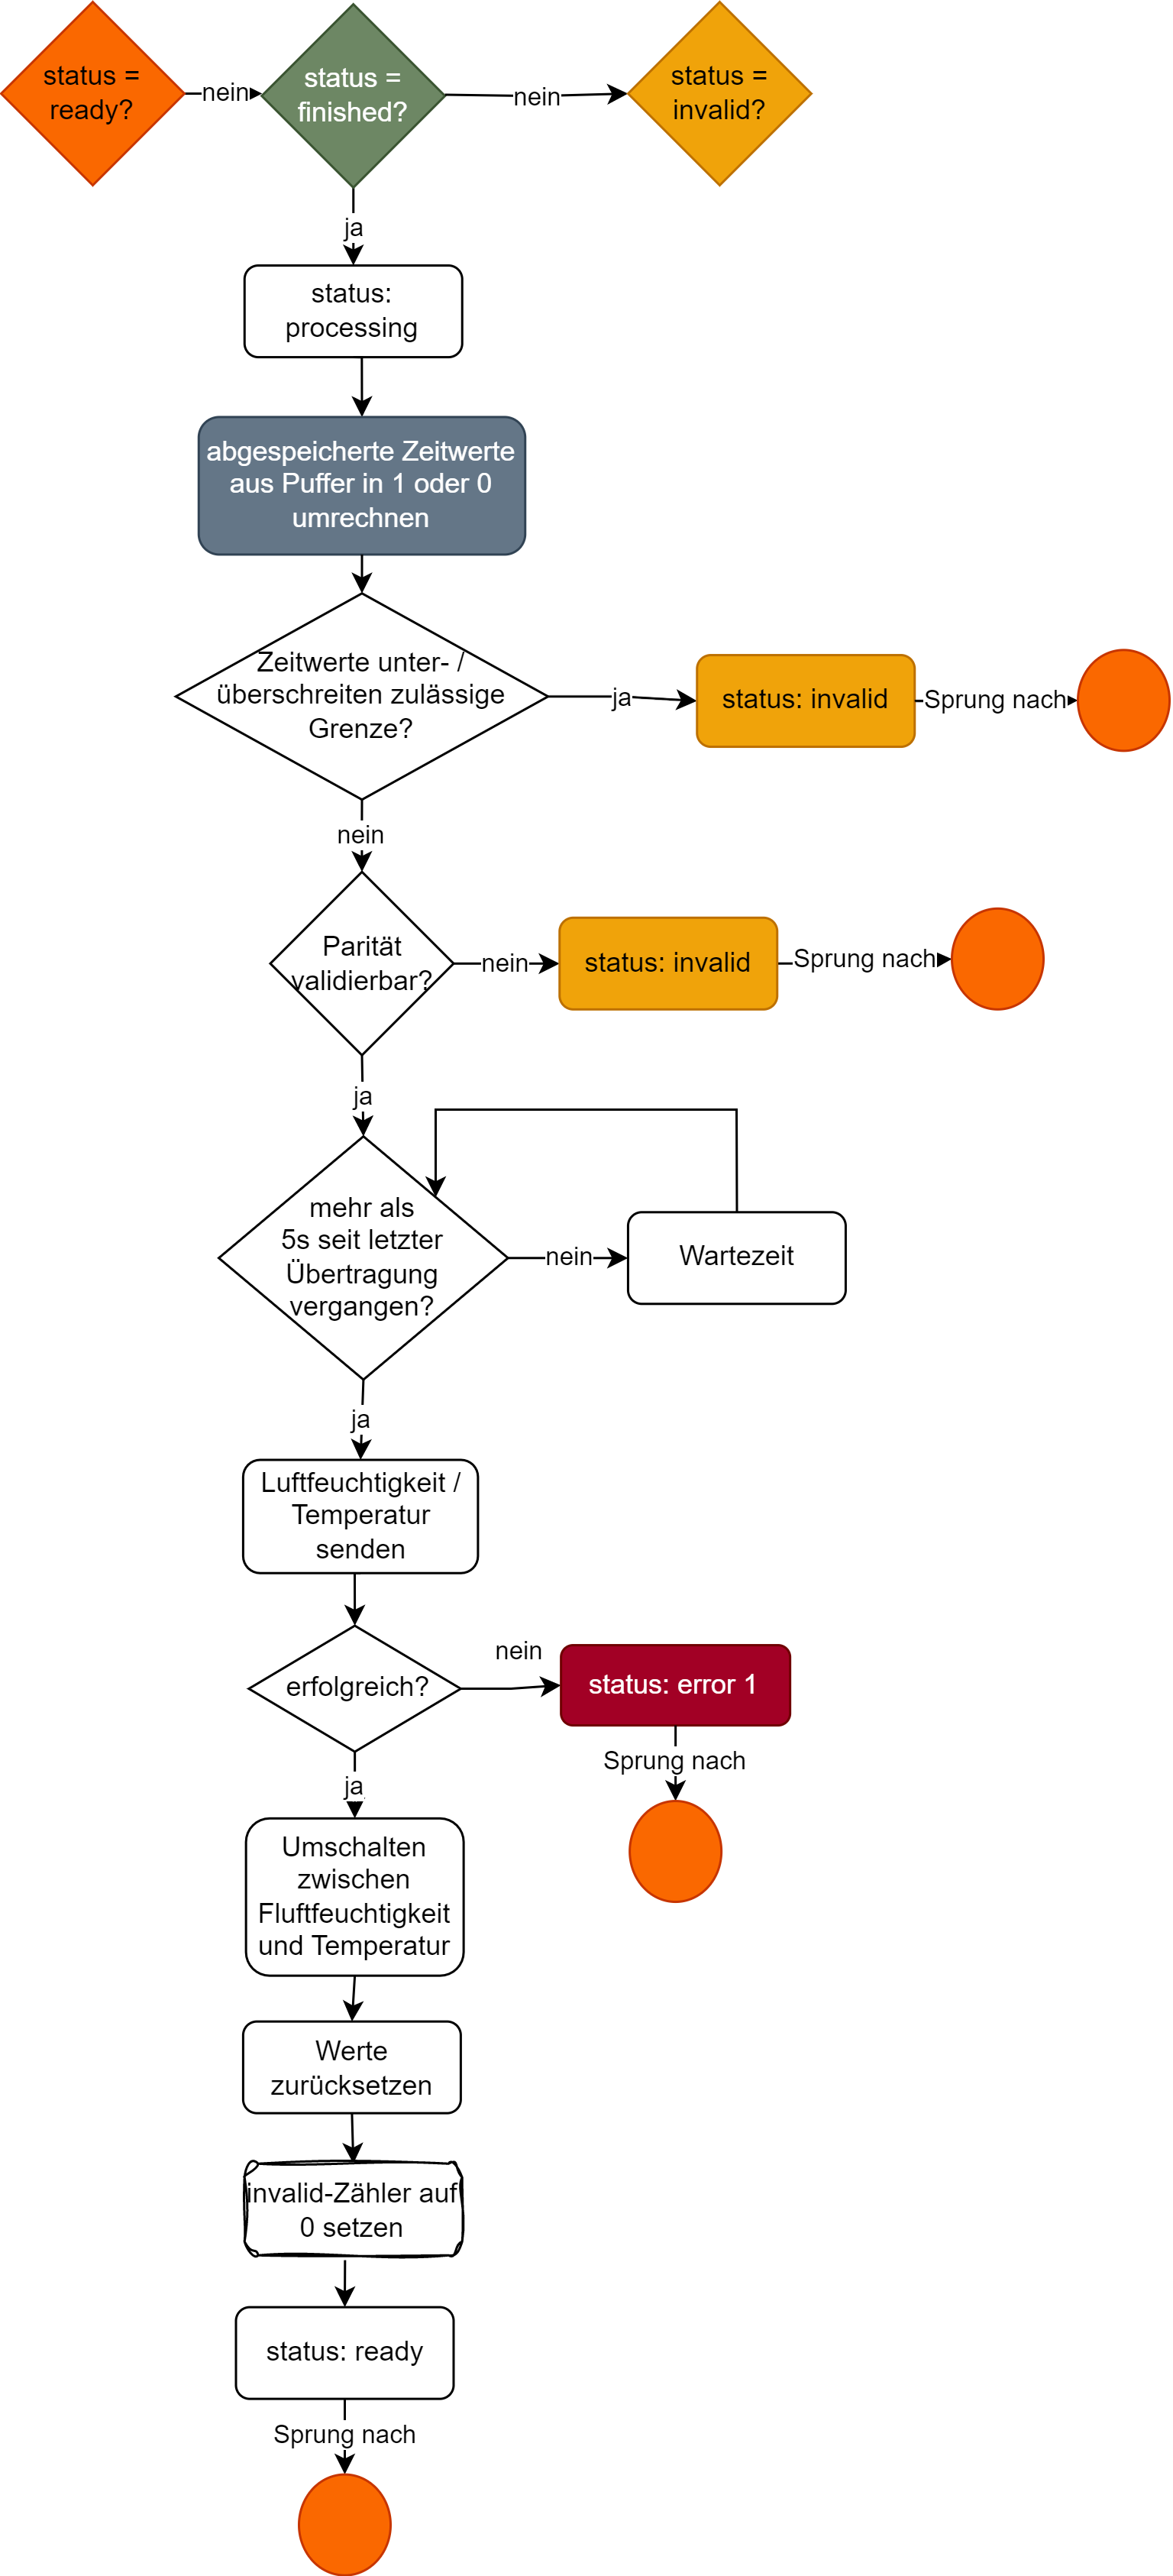 status =
ready?
nein
status =
finished?
nein
status =
invalid?
ja
status:
processing
abgespeicherte Zeitwerte
aus Puffer in 1 oder 0
umrechnen
Zeitwerte unter- /
überschreiten zulässige
Grenze?
ja
status: invalid
Sprung nach
nein
Parität
validierbar?
nein
status: invalid
Sprung nach
ja
mehr als
5s seit letzter
Übertragung
vergangen?
nein
Wartezeit
ja
Luftfeuchtigkeit /
Temperatur
senden
erfolgreich?
nein
status: error 1
Sprung nach
ja
Umschalten
zwischen
Fluftfeuchtigkeit
und Temperatur
Werte
zurücksetzen
invalid-Zähler auf
0 setzen
status: ready
Sprung nach